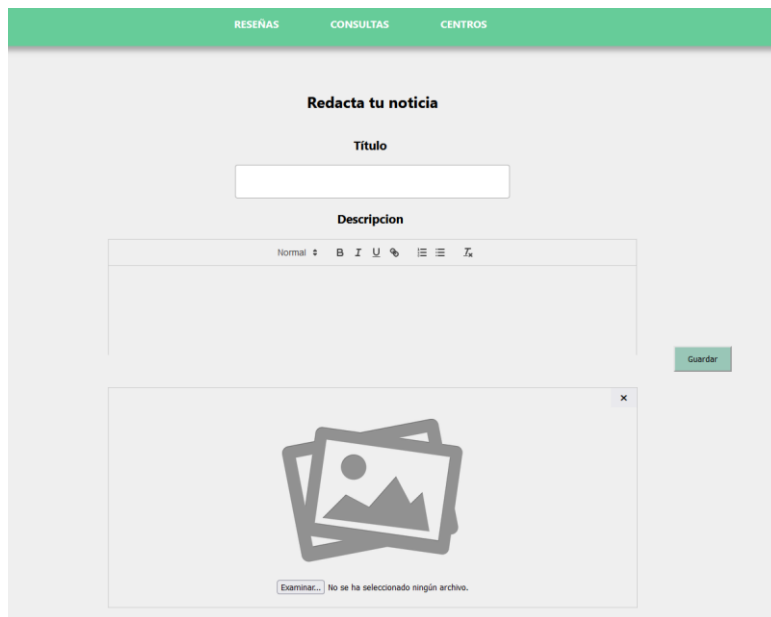 RESEÑAS CONSULTAS CENTROS
Redacta tu noticia
Título
Descripcion
Normal B I U
Guardar
×
Examinar... No se ha seleccionado ningún archivo.